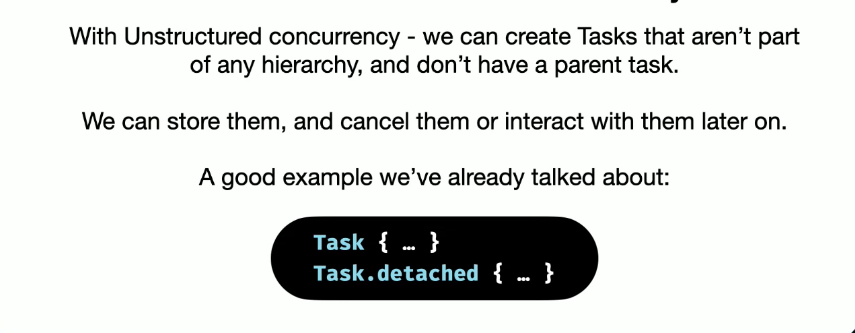 With Unstructured concurrency - we can create Tasks that aren’t part
of any hierarchy, and don’t have a parent task.
We can store them, and cancel them or interact with them later on.
A good example we’ve already talked about:
Task { … }
Task.detached { … }